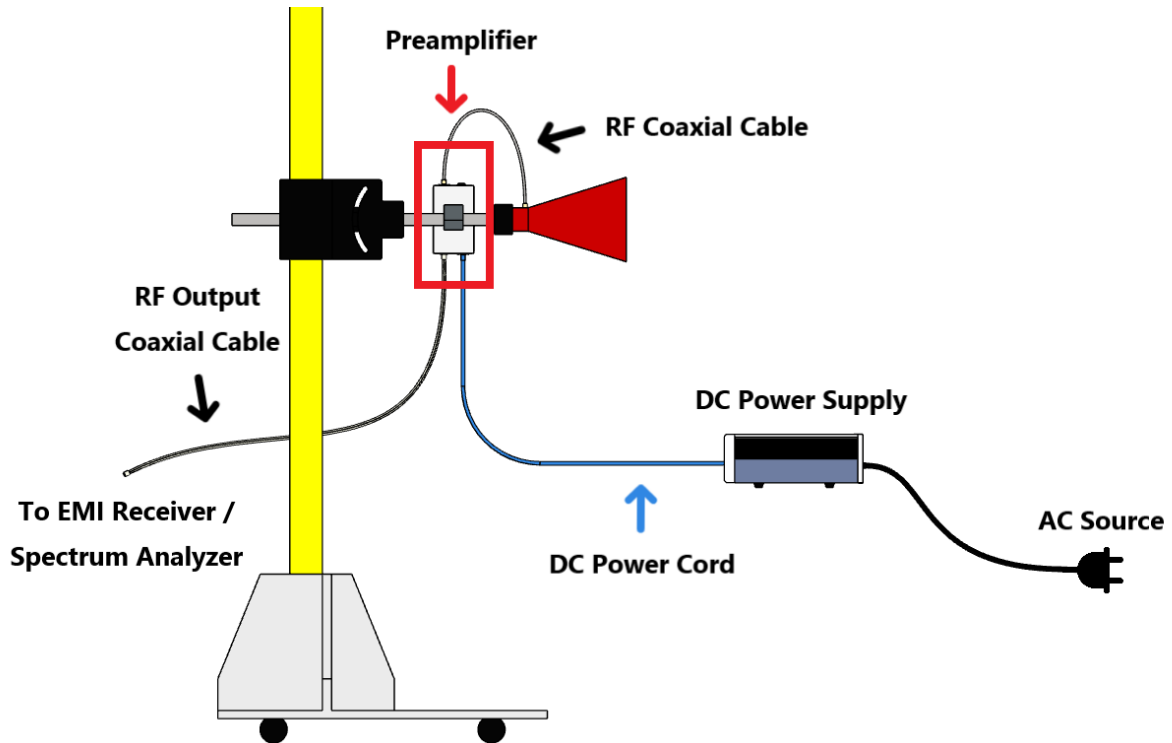 Preamplifier
RF Coaxial Cable
RF Output
Coaxial Cable
DC Power Supply
To EMI Receiver /
Spectrum Analyzer
AC Source
DC Power Cord